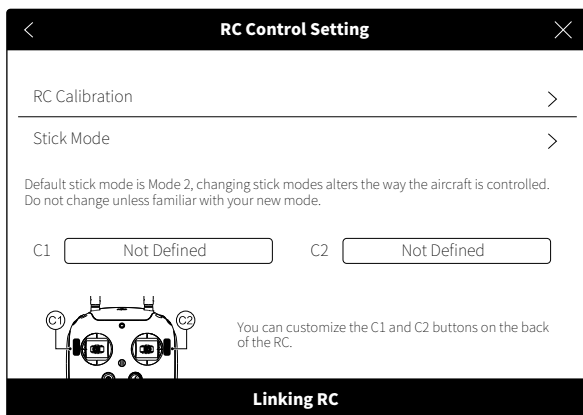 RC Control Setting
RC Calibration
Stick Mode
Default stick mode is Mode 2, changing stick modes alters the way the aircraft is controlled.
Do not change unless familiar with your new mode.
C1 Not Defined C2 Not Defined
C1 C2
You can customize the C1 and C2 buttons on the back
of the RC.
Linking RC